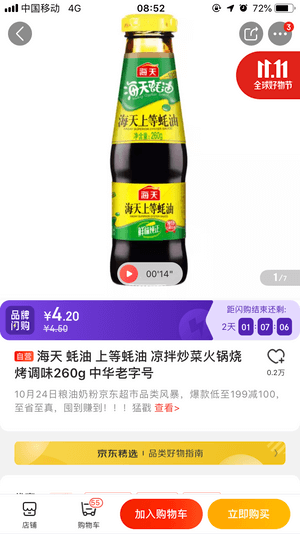 中国移动 4G 08:52 72%
3
11.11
全球好物节
海天
海天蚝油
海天上等蚝油
260g
海天
海天上等蚝油
00'14"
1/7
品牌闪购 ¥4.20
¥4.50
距闪购结束还剩:
2天 01:07:06
自营 海天 蚝油 上等蚝油 凉拌炒菜火锅烧
烤调味260g 中华老字号
0.2万
10月24日粮油奶粉京东超市品类风暴,爆款低至199减100,
至省至真,囤到赚到!!!猛戳 查看>
京东精选 | 品类好物指南
店铺
55
购物车
加入购物车
立即购买